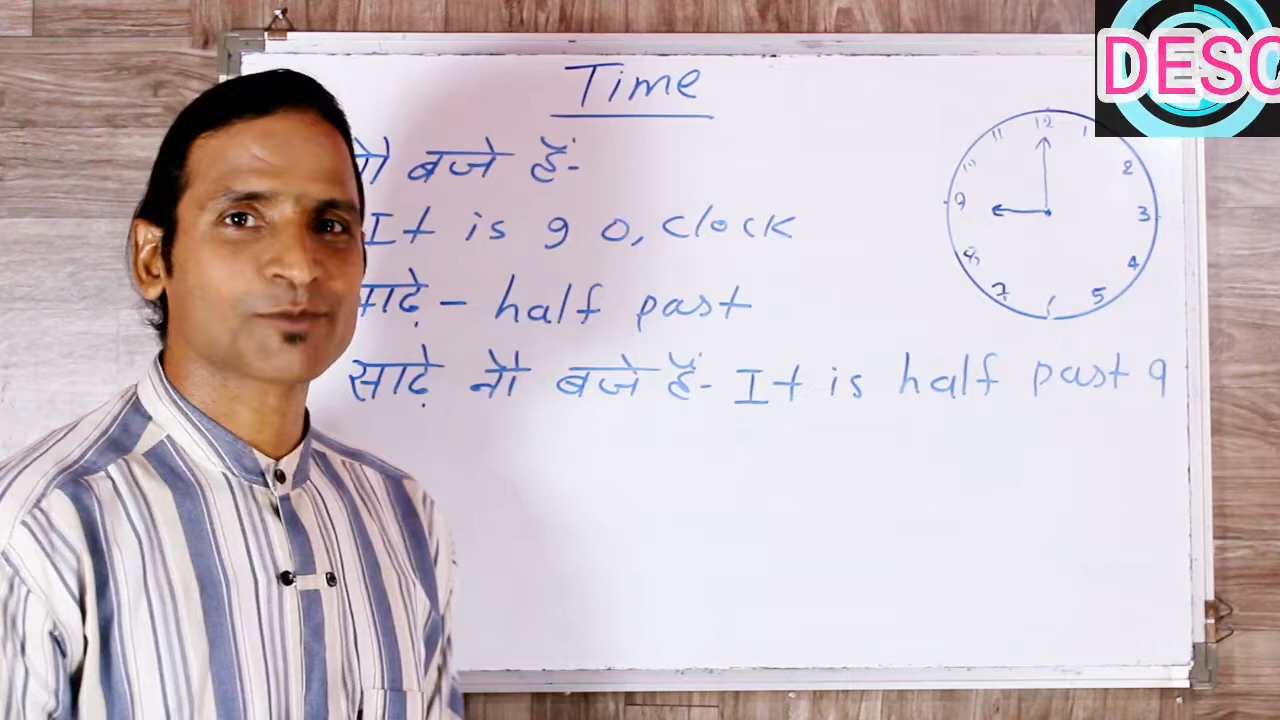 Time
बजे हैं-
It is 9 o,clock
साढ़े - half past
साढ़े नौ बजे हैं- It is half past 9
12
11
1
10
2
9
3
8
4
7
5
DESC